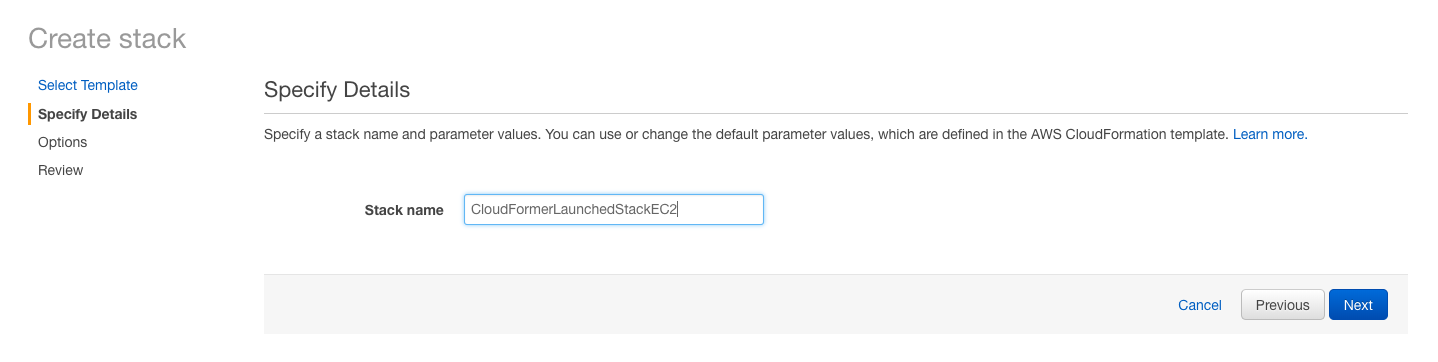 Create stack
Select Template
Specify Details
Options
Review
Specify Details
Specify a stack name and parameter values. You can use or change the default parameter values, which are defined in the AWS CloudFormation template. Learn more.
Stack name CloudFormerLaunchedStackEC2
Cancel Previous Next